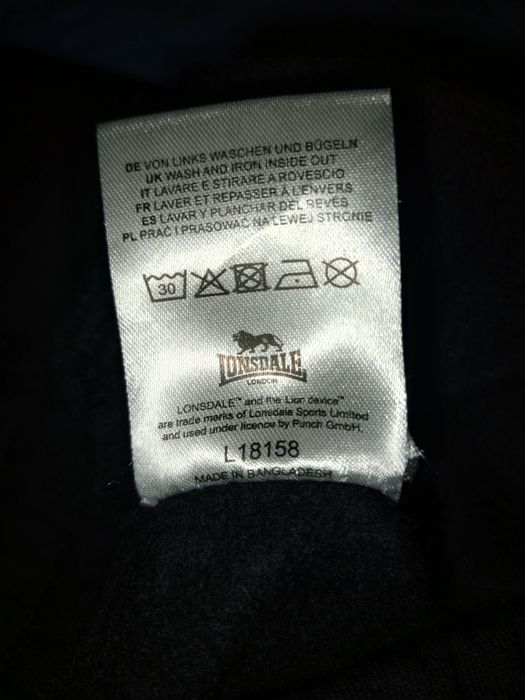 DE VON LINKS WASCHEN UND BÜGELN
UK WASH AND IRON INSIDE OUT
IT LAVARE E STIRARE A ROVESCIO
FR LAVER ET REPASSER À L'ENVERS
ES LAVAR Y PLANCHAR DEL REVÉS
PL PRAĆ I PRASOWAĆ NA LEWEJ STRONIE
30
LONSDALE
LONDON
LONSDALE™ and the Lion device™
are trade marks of Lonsdale Sports Limited
and used under licence by Punch GmbH.
L18158
MADE IN BANGLADESH